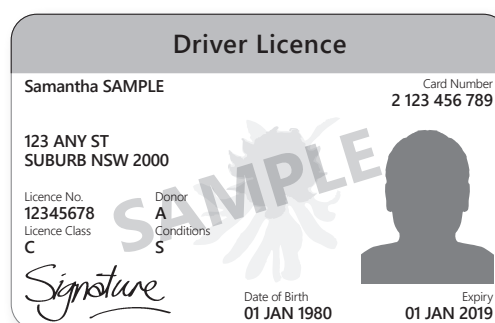 Driver Licence
Samantha SAMPLE
Card Number
2 123 456 789
123 ANY ST
SUBURB NSW 2000
Licence No.
12345678
Donor
A
Licence Class
C
Conditions
S
SAMPLE
Signature
Date of Birth
01 JAN 1980
Expiry
01 JAN 2019